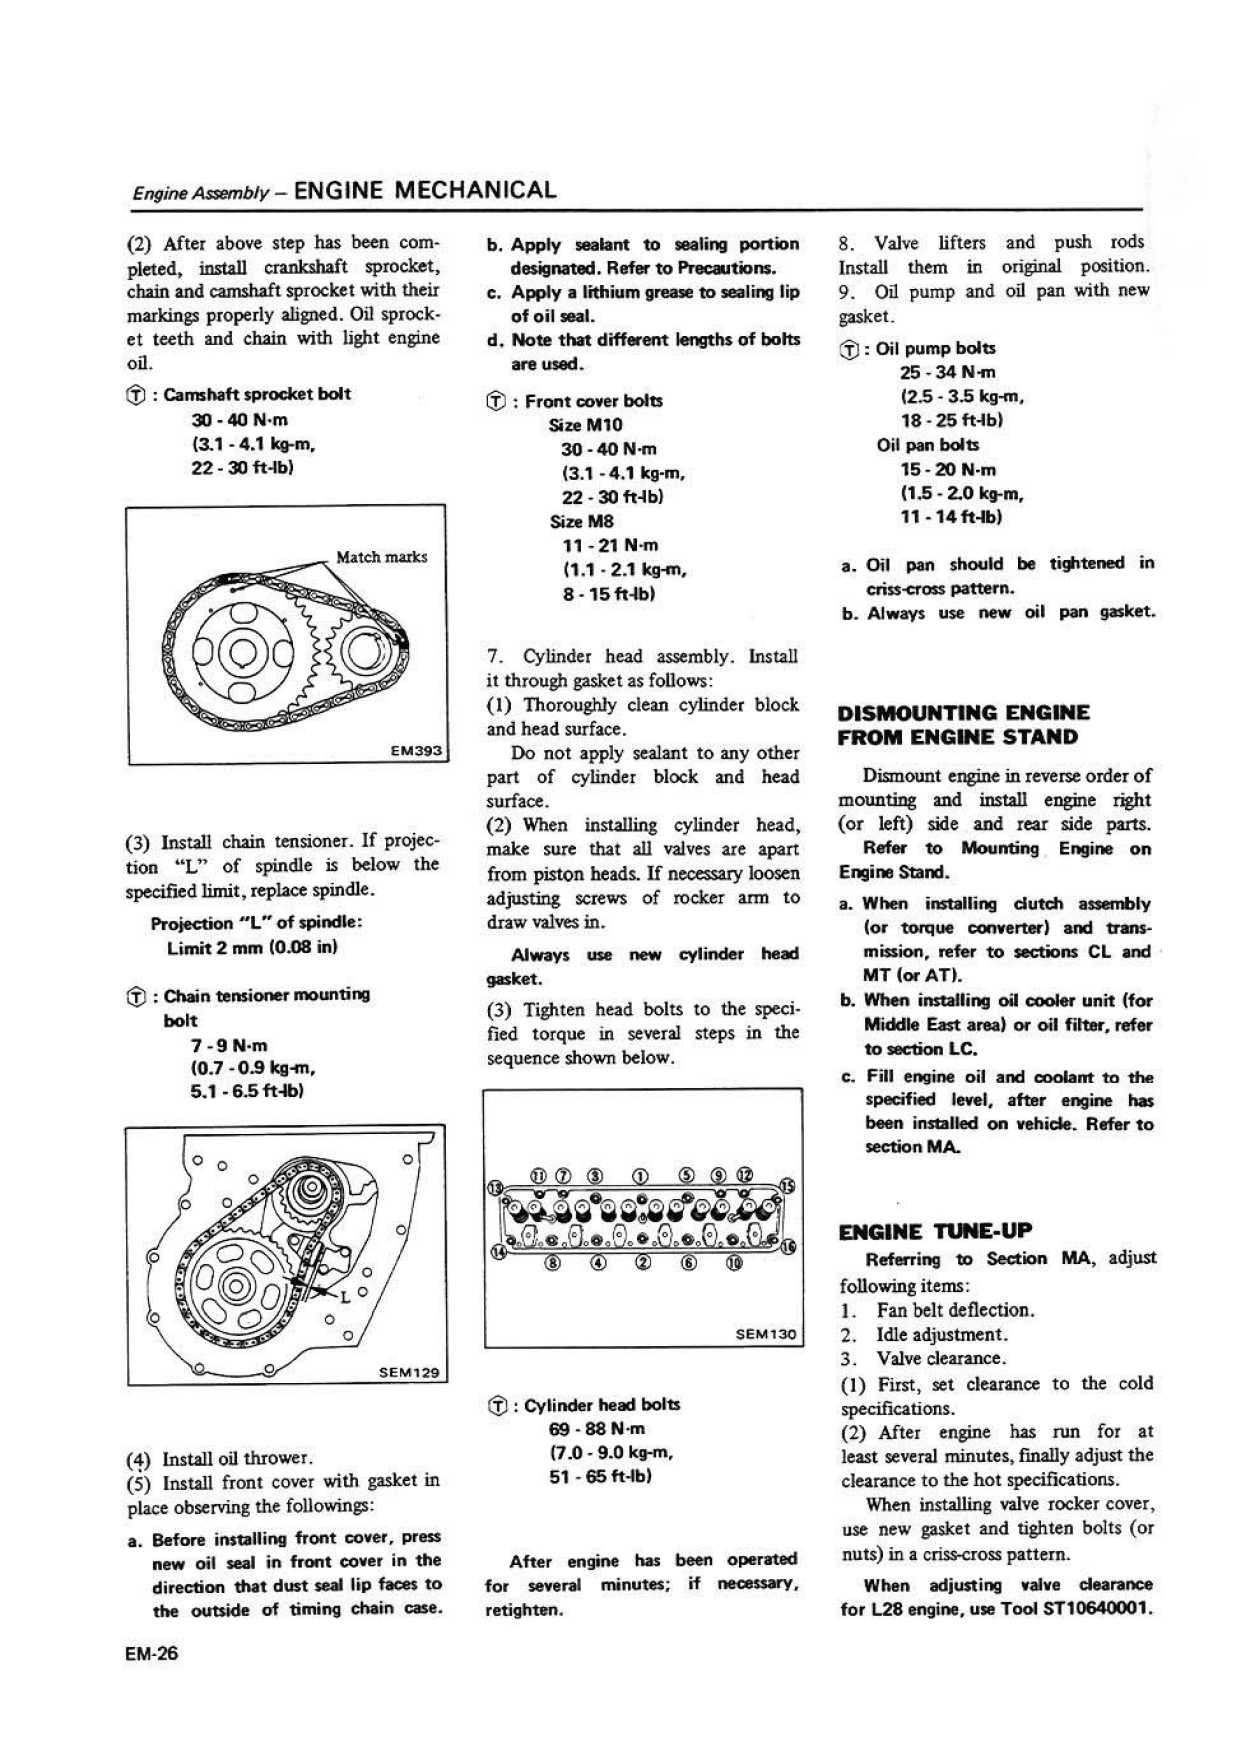 Engine Assembly – ENGINE MECHANICAL
(2) After above step has been com-
pleted, install crankshaft sprocket,
chain and camshaft sprocket with their
markings properly aligned. Oil sprock-
et teeth and chain with light engine
oil.
Ⓣ : Camshaft sprocket bolt
30 - 40 N·m
(3.1 - 4.1 kg-m,
22 - 30 ft-lb)
Match marks
EM393
(3) Install chain tensioner. If projec-
tion “L” of spindle is below the
specified limit, replace spindle.
Projection “L” of spindle:
Limit 2 mm (0.08 in)
Ⓣ : Chain tensioner mounting
bolt
7 - 9 N·m
(0.7 - 0.9 kg-m,
5.1 - 6.5 ft-lb)
L
SEM129
(4) Install oil thrower.
(5) Install front cover with gasket in
place observing the followings:
a. Before installing front cover, press
new oil seal in front cover in the
direction that dust seal lip faces to
the outside of timing chain case.
b. Apply sealant to sealing portion
designated. Refer to Precautions.
c. Apply a lithium grease to sealing lip
of oil seal.
d. Note that different lengths of bolts
are used.
Ⓣ : Front cover bolts
Size M10
30 - 40 N·m
(3.1 - 4.1 kg-m,
22 - 30 ft-lb)
Size M8
11 - 21 N·m
(1.1 - 2.1 kg-m,
8 - 15 ft-lb)
7. Cylinder head assembly. Install
it through gasket as follows:
(1) Thoroughly clean cylinder block
and head surface.
Do not apply sealant to any other
part of cylinder block and head
surface.
(2) When installing cylinder head,
make sure that all valves are apart
from piston heads. If necessary loosen
adjusting screws of rocker arm to
draw valves in.
Always use new cylinder head
gasket.
(3) Tighten head bolts to the speci-
fied torque in several steps in the
sequence shown below.
⑪ ⑦ ③ ① ⑤ ⑨ ⑫
⑬ ⑮
⑭ ⑯
⑧ ④ ② ⑥ ⑩
SEM130
Ⓣ : Cylinder head bolts
69 - 88 N·m
(7.0 - 9.0 kg-m,
51 - 65 ft-lb)
After engine has been operated
for several minutes; if necessary,
retighten.
8. Valve lifters and push rods
Install them in original position.
9. Oil pump and oil pan with new
gasket.
Ⓣ : Oil pump bolts
25 - 34 N·m
(2.5 - 3.5 kg-m,
18 - 25 ft-lb)
Oil pan bolts
15 - 20 N·m
(1.5 - 2.0 kg-m,
11 - 14 ft-lb)
a. Oil pan should be tightened in
criss-cross pattern.
b. Always use new oil pan gasket.
DISMOUNTING ENGINE
FROM ENGINE STAND
Dismount engine in reverse order of
mounting and install engine right
(or left) side and rear side parts.
Refer to Mounting Engine on
Engine Stand.
a. When installing clutch assembly
(or torque converter) and trans-
mission, refer to sections CL and
MT (or AT).
b. When installing oil cooler unit (for
Middle East area) or oil filter, refer
to section LC.
c. Fill engine oil and coolant to the
specified level, after engine has
been installed on vehicle. Refer to
section MA.
ENGINE TUNE-UP
Referring to Section MA, adjust
following items:
1. Fan belt deflection.
2. Idle adjustment.
3. Valve clearance.
(1) First, set clearance to the cold
specifications.
(2) After engine has run for at
least several minutes, finally adjust the
clearance to the hot specifications.
When installing valve rocker cover,
use new gasket and tighten bolts (or
nuts) in a criss-cross pattern.
When adjusting valve clearance
for L28 engine, use Tool ST10640001.
EM-26